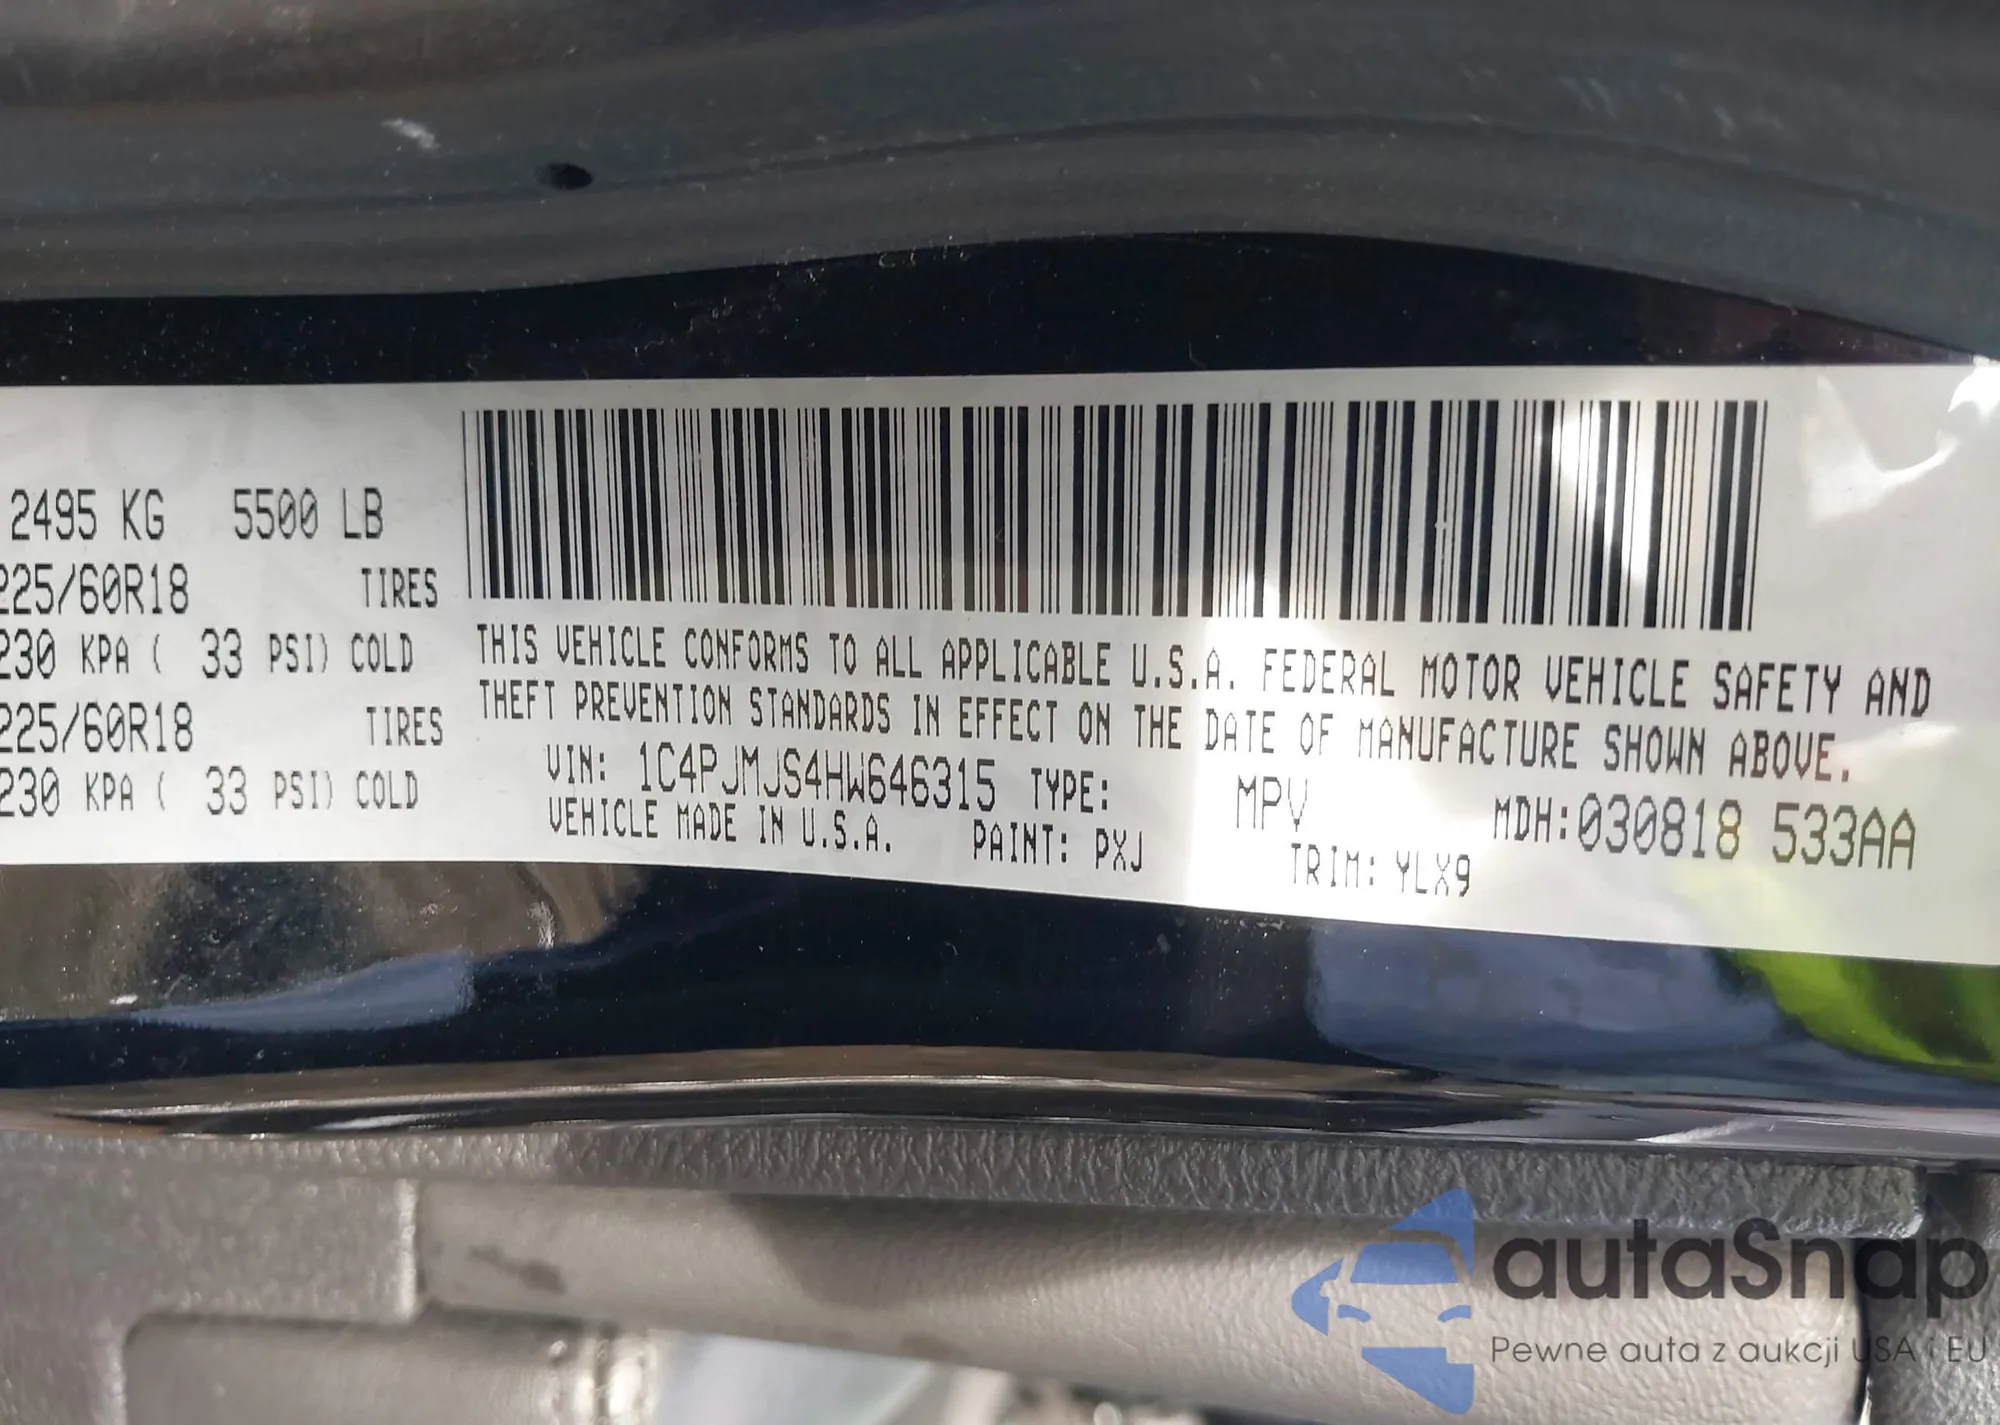 2495 KG 5500 LB
225/60R18 TIRES
230 KPA ( 33 PSI) COLD
225/60R18 TIRES
230 KPA ( 33 PSI) COLD
THIS VEHICLE CONFORMS TO ALL APPLICABLE U.S.A. FEDERAL MOTOR VEHICLE SAFETY AND
THEFT PREVENTION STANDARDS IN EFFECT ON THE DATE OF MANUFACTURE SHOWN ABOVE.
VIN: 1C4PJMJS4HW646315 TYPE: MPV MDH:030818 533AA
VEHICLE MADE IN U.S.A. PAINT: PXJ TRIM: YLX9
autaSnap
Pewne auta z aukcji USA i EU